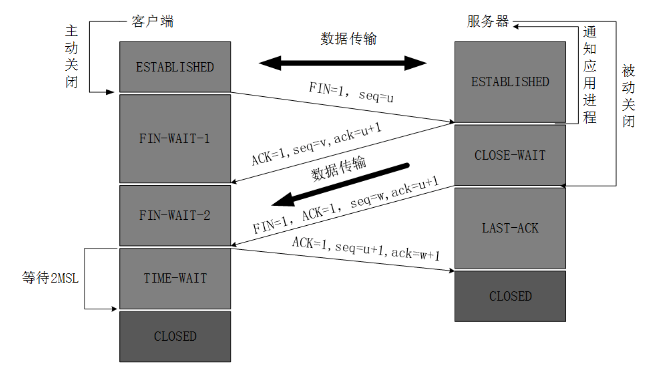 客户端
服务器
主动关闭
数据传输
通知应用进程
被动关闭
ESTABLISHED
ESTABLISHED
FIN=1, seq=u
FIN-WAIT-1
ACK=1,seq=v,ack=u+1
CLOSE-WAIT
数据传输
FIN-WAIT-2
FIN=1, ACK=1, seq=w,ack=u+1
LAST-ACK
ACK=1,seq=u+1,ack=w+1
等待2MSL
TIME-WAIT
CLOSED
CLOSED